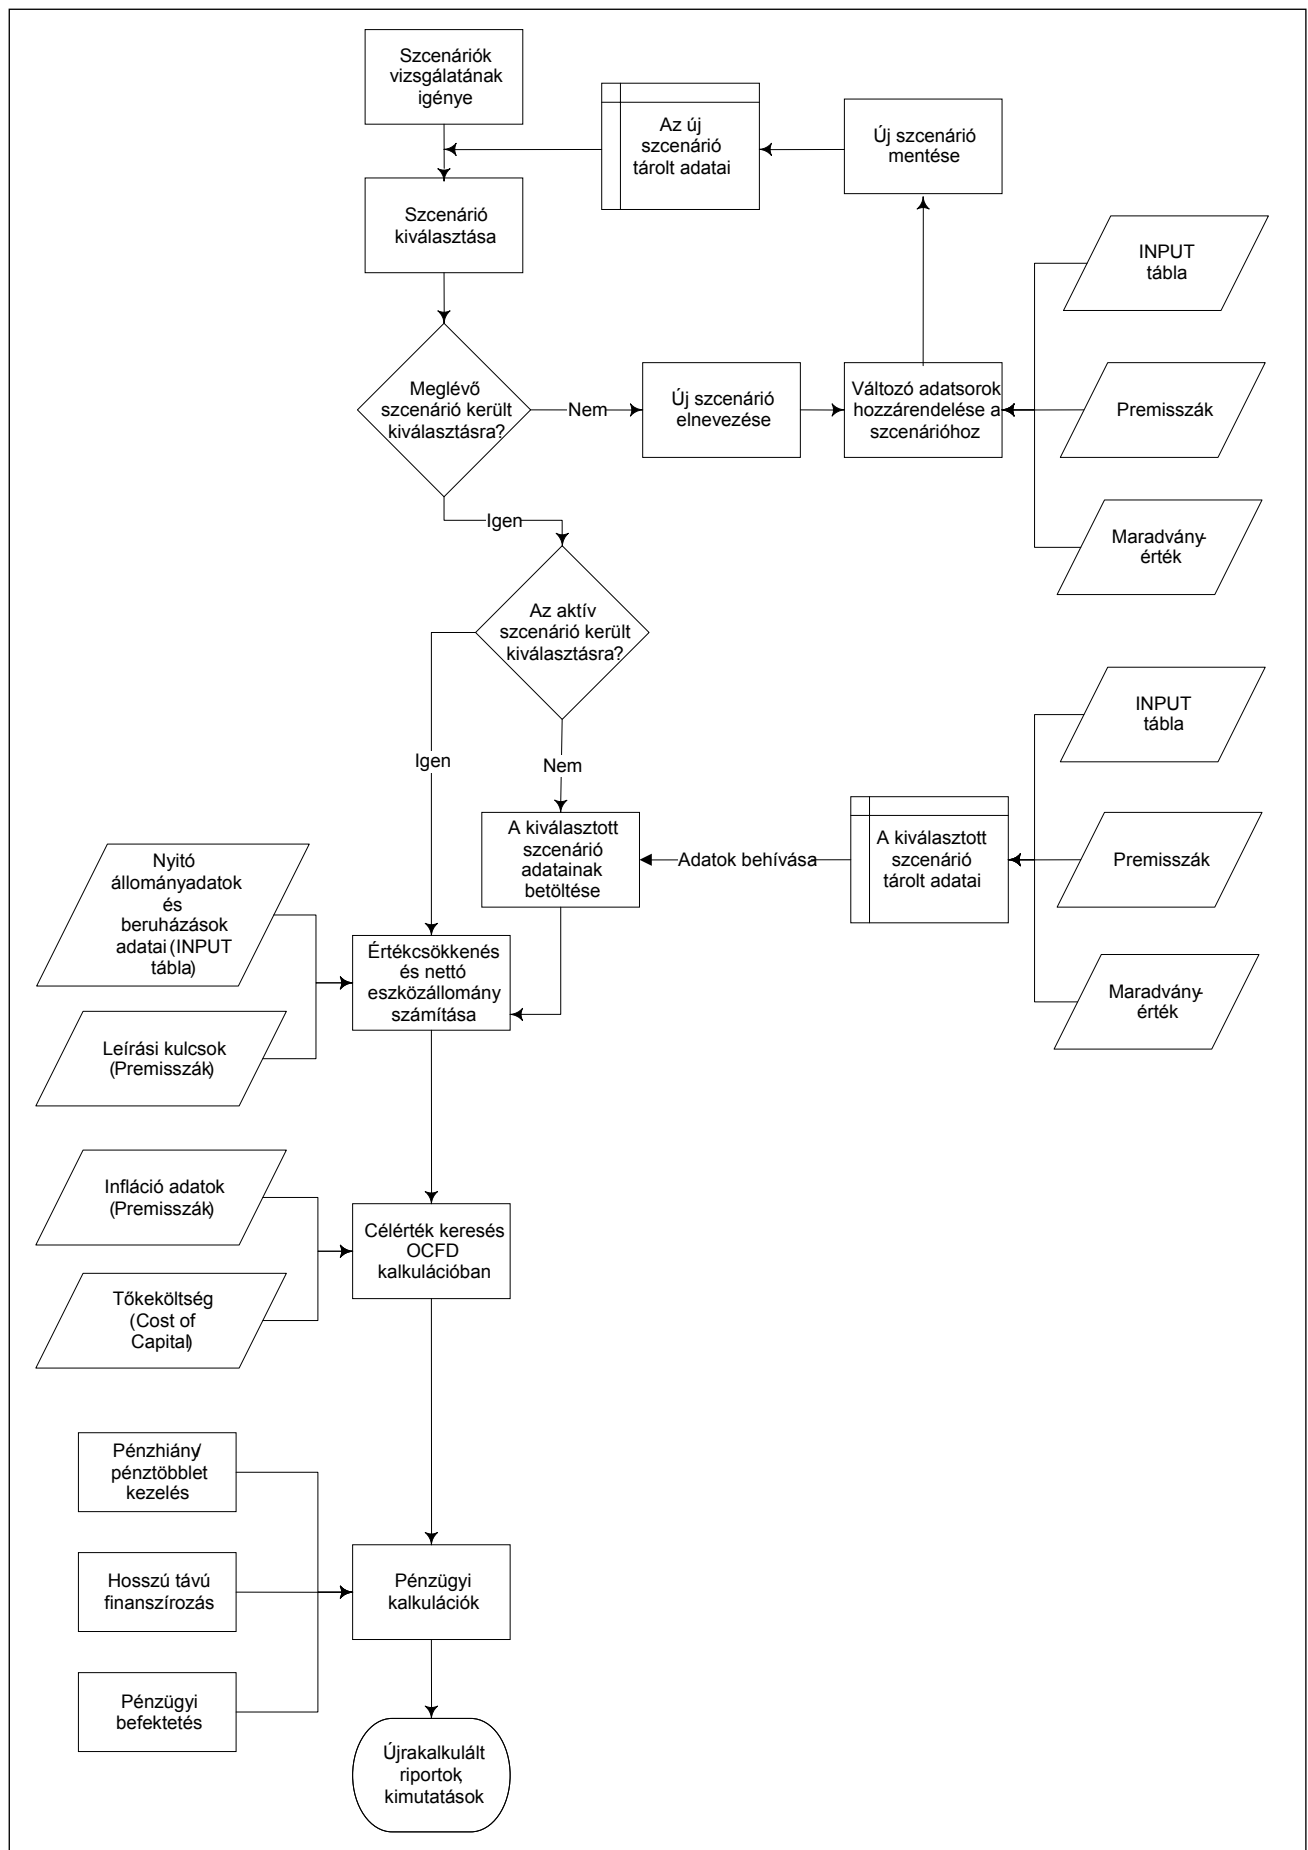 Szcenáriók
vizsgálatának
igénye
Az új
szcenárió
tárolt adatai
Új szcenárió
mentése
Szcenárió
kiválasztása
INPUT
tábla
Meglévő
szcenárió került
kiválasztásra?
Nem
Új szcenárió
elnevezése
Változó adatsorok
hozzárendelése a
szcenárióhoz
Premisszák
Igen
Maradvány-
érték
Az aktív
szcenárió került
kiválasztásra?
INPUT
tábla
Igen
Nem
A kiválasztott
szcenárió
adatainak
betöltése
Adatok behívása
A kiválasztott
szcenárió
tárolt adatai
Premisszák
Nyitó
állományadatok
és
beruházások
adatai (INPUT
tábla)
Értékcsökkenés
és nettó
eszközállomány
számítása
Maradvány-
érték
Leírási kulcsok
(Premisszák)
Infláció adatok
(Premisszák)
Célérték keresés
OCFD
kalkulációban
Tőkeköltség
(Cost of
Capital)
Pénzhiány/
pénztöbblet
kezelés
Hosszú távú
finanszírozás
Pénzügyi
kalkulációk
Pénzügyi
befektetés
Újrakalkulált
riportok,
kimutatások